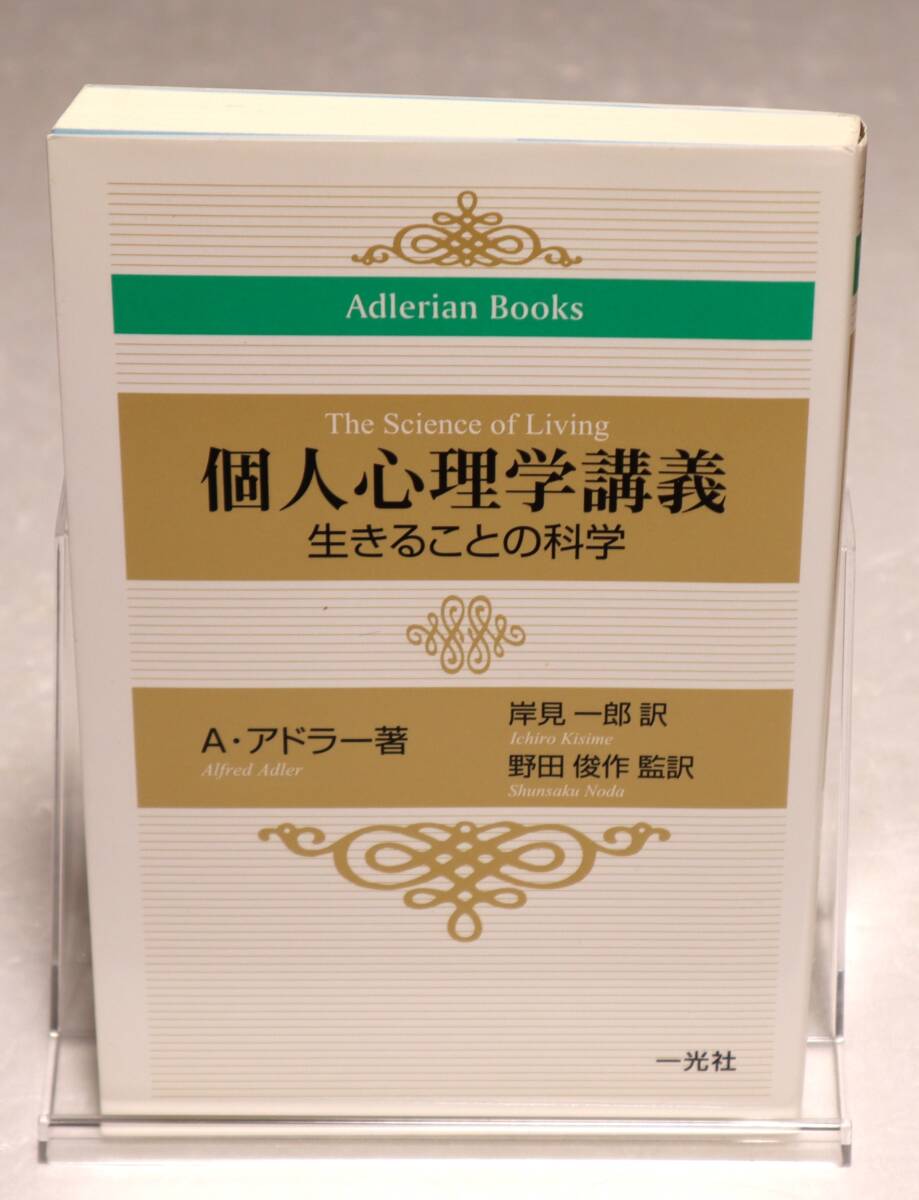 Adlerian Books
The Science of Living
個人心理学講義
生きることの科学
A・アドラー著
Alfred Adler
岸見 一郎 訳
Ichiro Kisime
野田 俊作 監訳
Shunsaku Noda
一光社